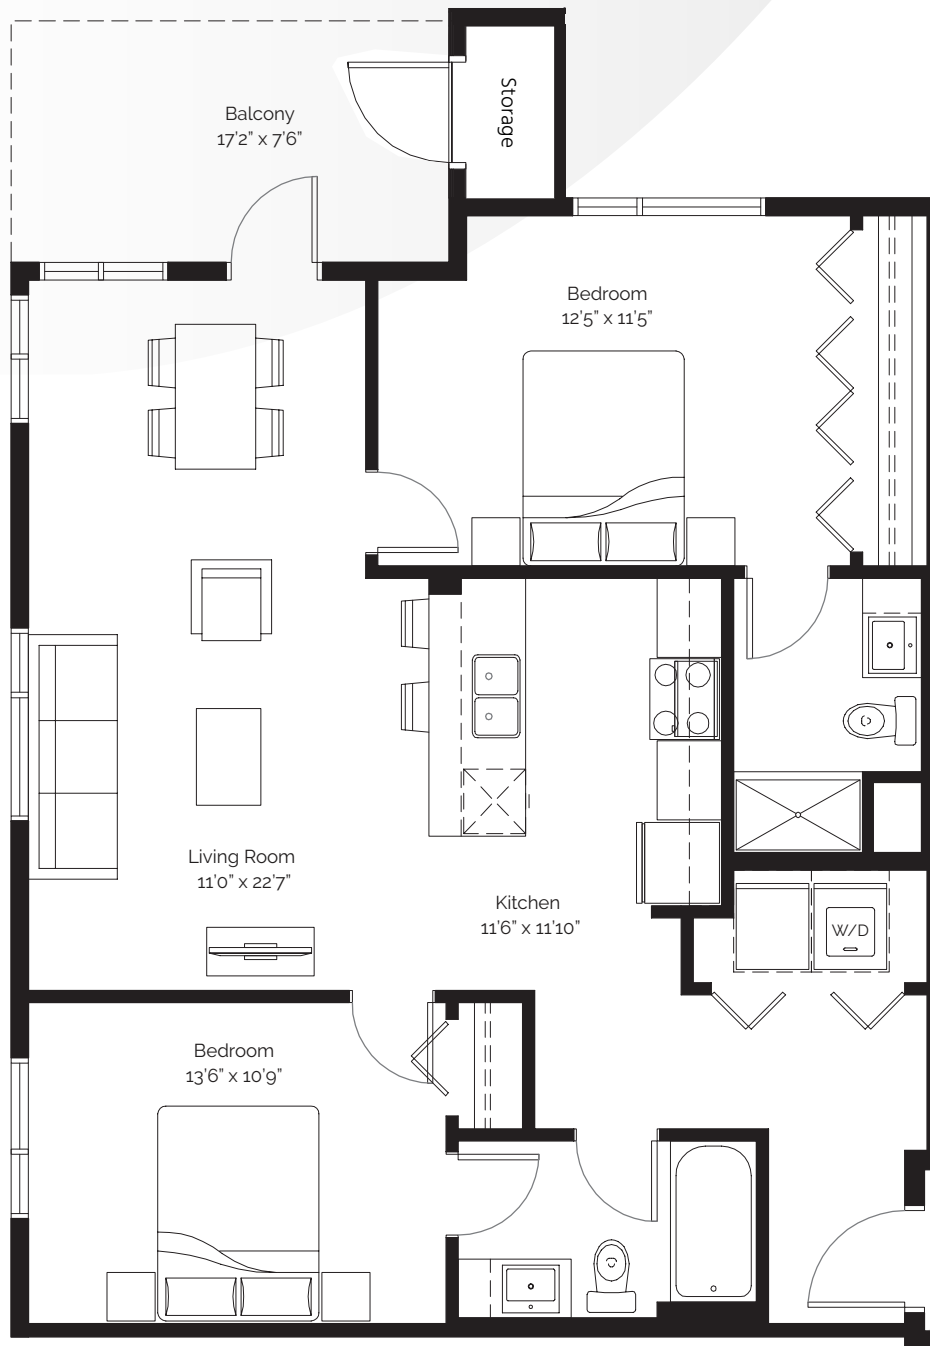 Storage
Balcony
17'2" x 7'6"
Bedroom
12'5" x 11'5"
Living Room
11'0" x 22'7"
Kitchen
11'6" x 11'10"
W/D
Bedroom
13'6" x 10'9"